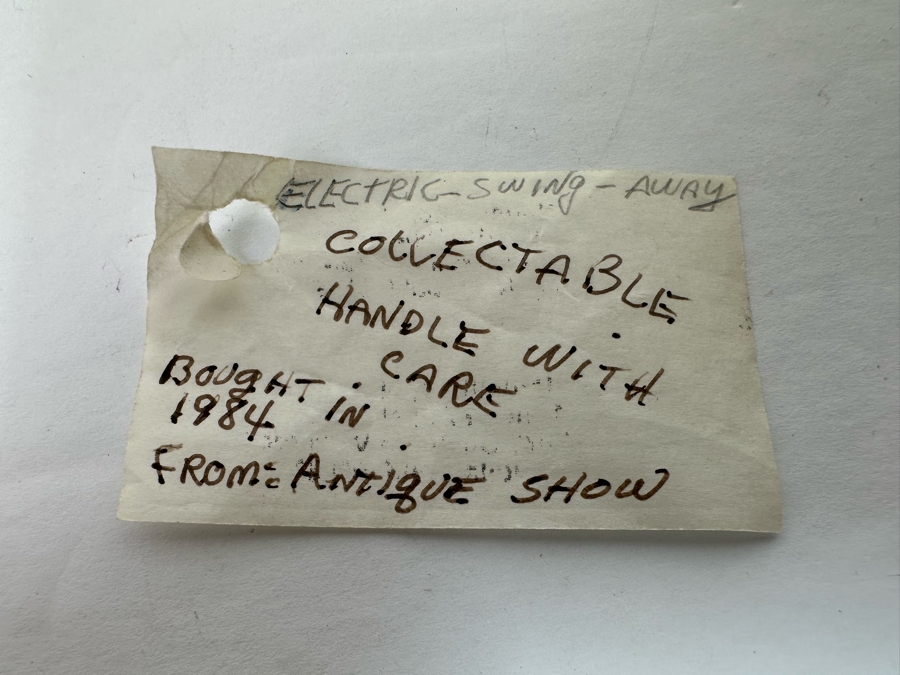 ELECTRIC - SWING - AWAY
COLLECTABLE
HANDLE WITH
CARE
BOUGHT IN
1984
FROM: ANTIQUE SHOW